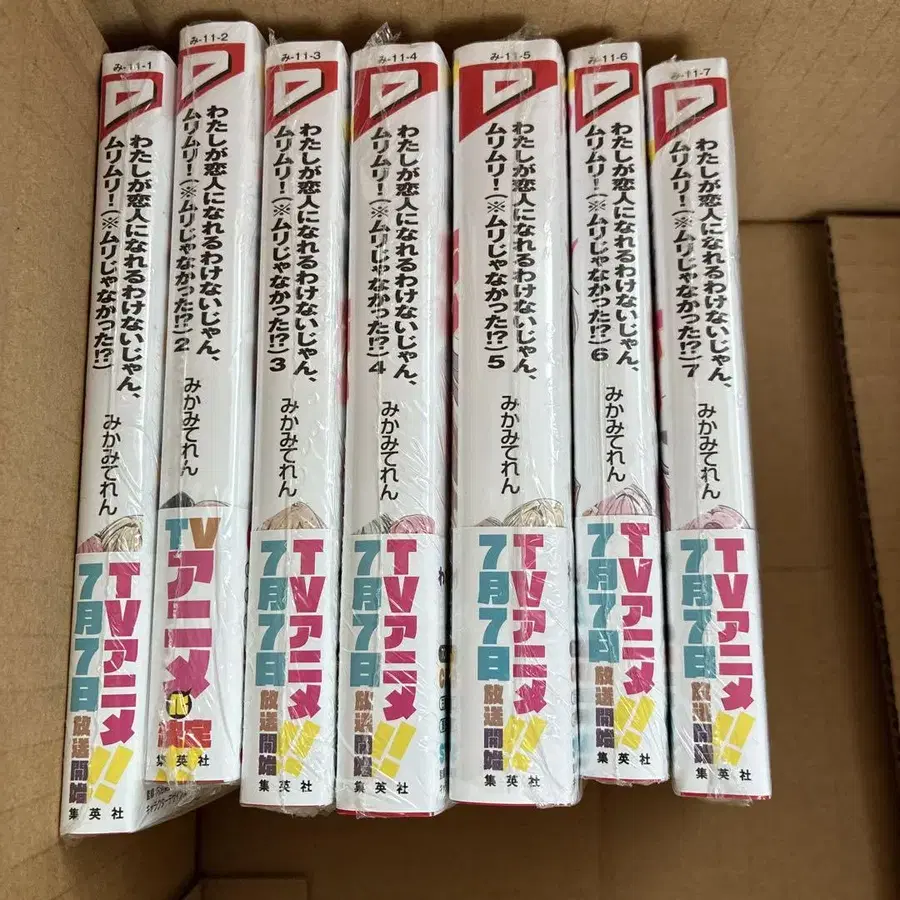 み-11-1
わたしが恋人になれるわけないじゃん、
ムリムリ!(※ムリじゃなかった!?)
みかみてれん
TVアニメ
7月7日放送開始!!
集英社
み-11-2
わたしが恋人になれるわけないじゃん、
ムリムリ!(※ムリじゃなかった!?)2
みかみてれん
TVアニメ
決定
集英社
み-11-3
わたしが恋人になれるわけないじゃん、
ムリムリ!(※ムリじゃなかった!?)3
みかみてれん
TVアニメ
7月7日放送開始!!
集英社
み-11-4
わたしが恋人になれるわけないじゃん、
ムリムリ!(※ムリじゃなかった!?)4
みかみてれん
TVアニメ
7月7日放送開始!!
集英社
み-11-5
わたしが恋人になれるわけないじゃん、
ムリムリ!(※ムリじゃなかった!?)5
みかみてれん
TVアニメ
7月7日放送開始!!
集英社
み-11-6
わたしが恋人になれるわけないじゃん、
ムリムリ!(※ムリじゃなかった!?)6
みかみてれん
TVアニメ
7月7日放送開始!!
集英社
み-11-7
わたしが恋人になれるわけないじゃん、
ムリムリ!(※ムリじゃなかった!?)7
みかみてれん
TVアニメ
7月7日放送開始!!
集英社